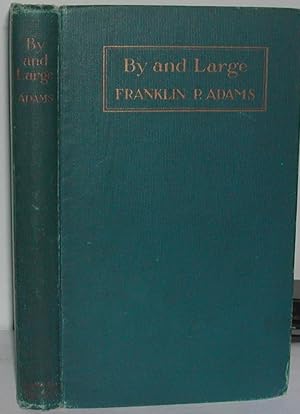 By
and
Large
ADAMS
By and Large
FRANKLIN P. ADAMS